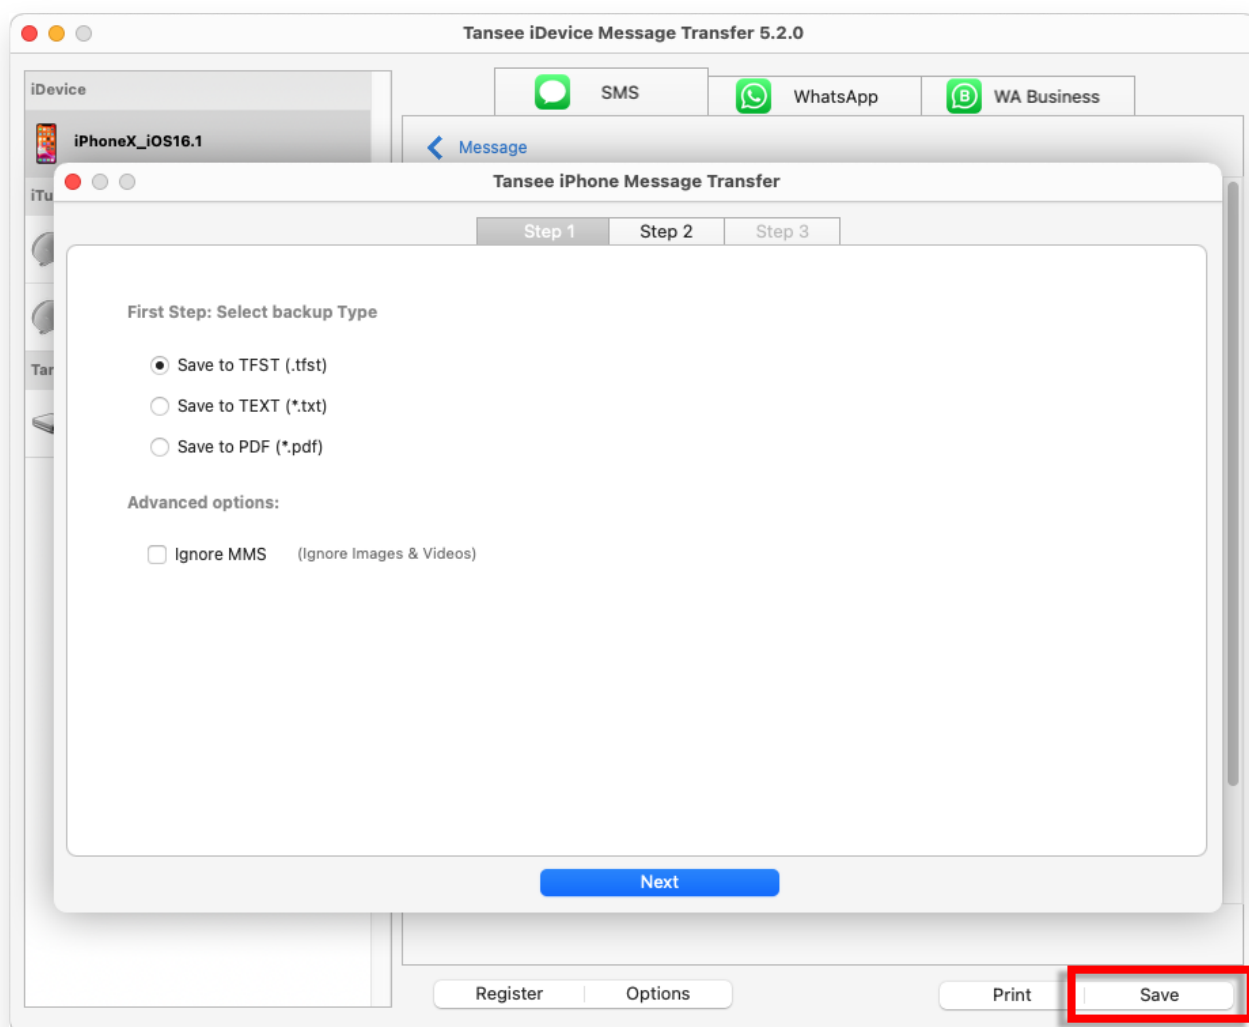 Tansee iDevice Message Transfer 5.2.0
iDevice
SMS
WhatsApp
WA Business
iPhoneX_iOS16.1
Message
Tansee iPhone Message Transfer
iTu
Step 1
Step 2
Step 3
First Step: Select backup Type
Save to TFST (.tfst)
Tar
Save to TEXT (*.txt)
Save to PDF (*.pdf)
Advanced options:
Ignore MMS (Ignore Images & Videos)
Next
Register
Options
Print
Save